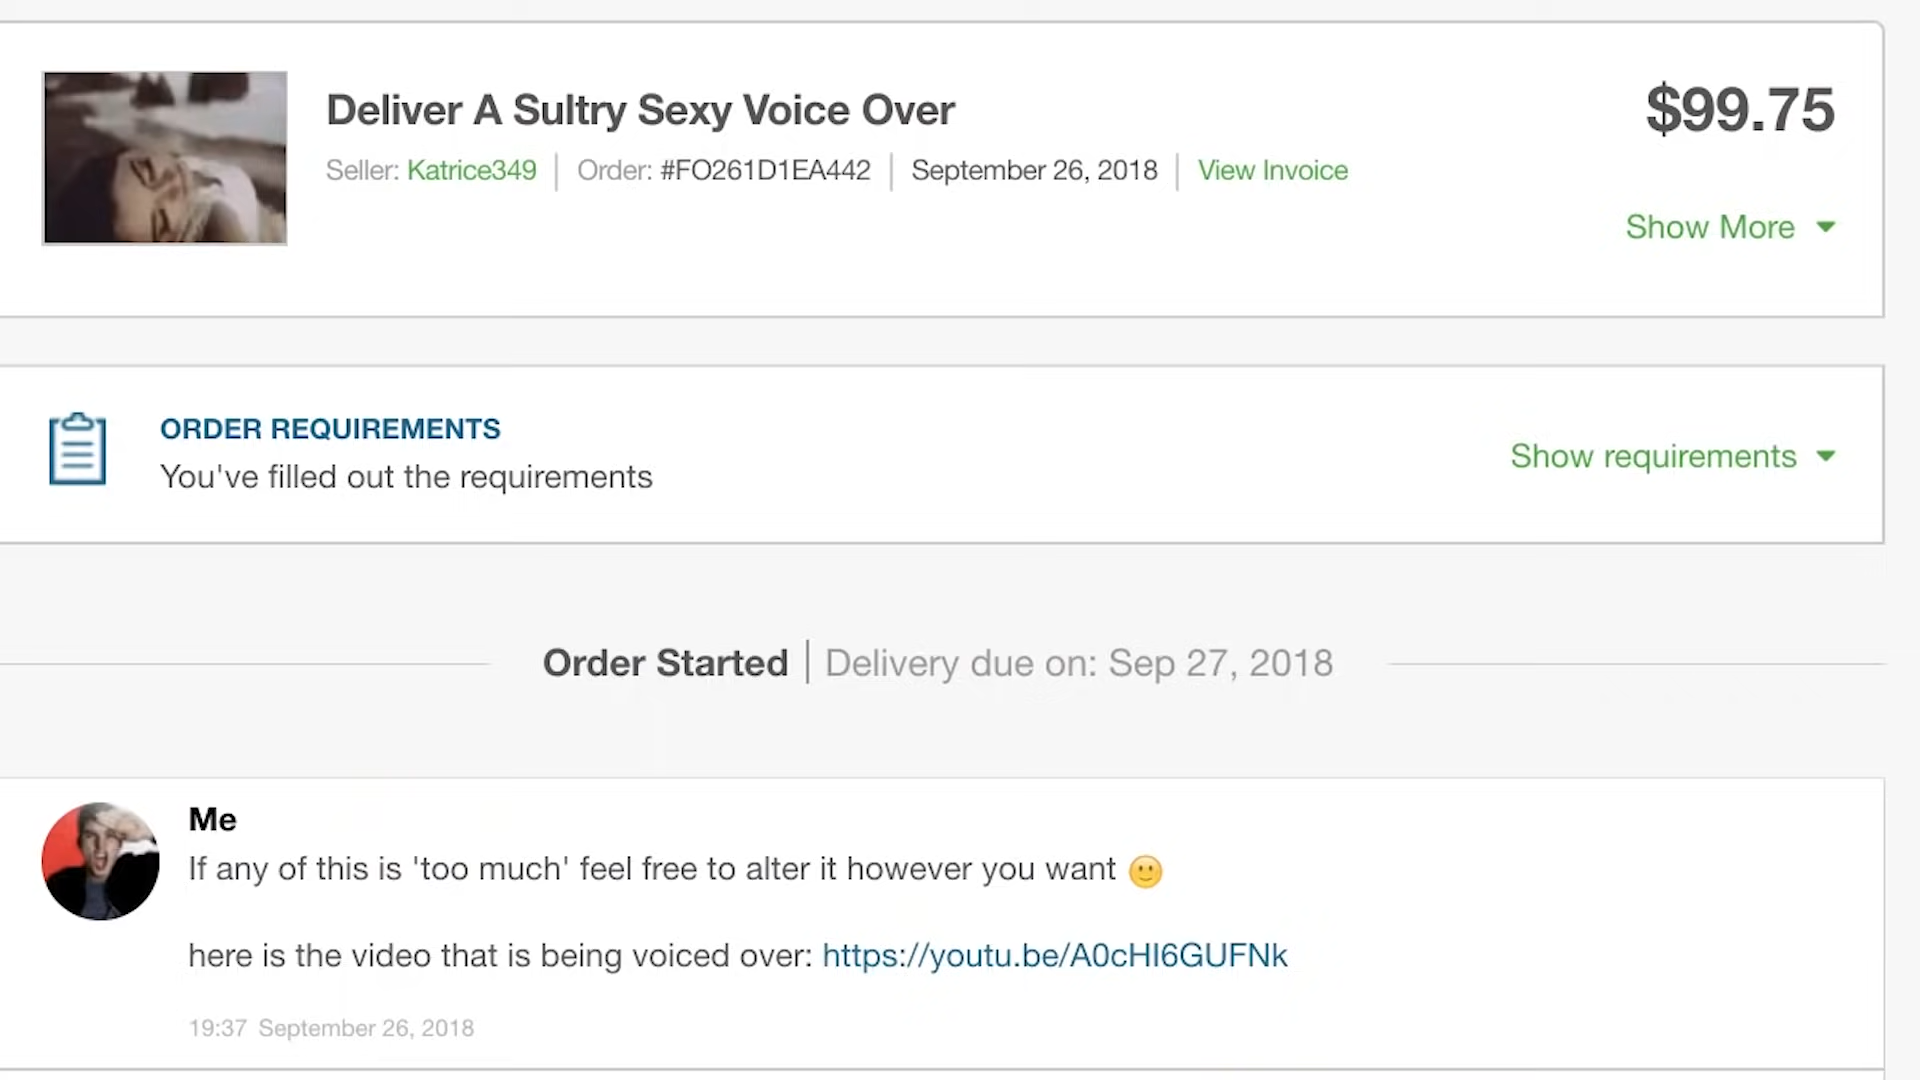 Deliver A Sultry Sexy Voice Over
$99.75
Seller: Katrice349 | Order: #FO261D1EA442 | September 26, 2018 | View Invoice
Show More
ORDER REQUIREMENTS
You've filled out the requirements
Show requirements
Order Started | Delivery due on: Sep 27, 2018
Me
If any of this is 'too much' feel free to alter it however you want 🙂
here is the video that is being voiced over: https://youtu.be/A0cHI6GUFNk
19:37 September 26, 2018